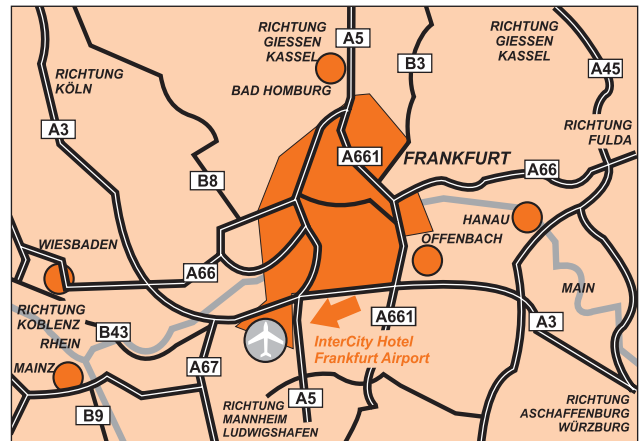 RICHTUNG
GIESSEN
KASSEL
A5
RICHTUNG
GIESSEN
KASSEL
B3
A45
RICHTUNG
KÖLN
BAD HOMBURG
A3
RICHTUNG
FULDA
A661
FRANKFURT
A66
B8
HANAU
WIESBADEN
OFFENBACH
A66
MAIN
RICHTUNG
KOBLENZ
B43
A661
A3
RHEIN
InterCity Hotel
Frankfurt Airport
MAINZ
A67
A5
RICHTUNG
MANNHEIM
LUDWIGSHAFEN
B9
RICHTUNG
ASCHAFFENBURG
WÜRZBURG